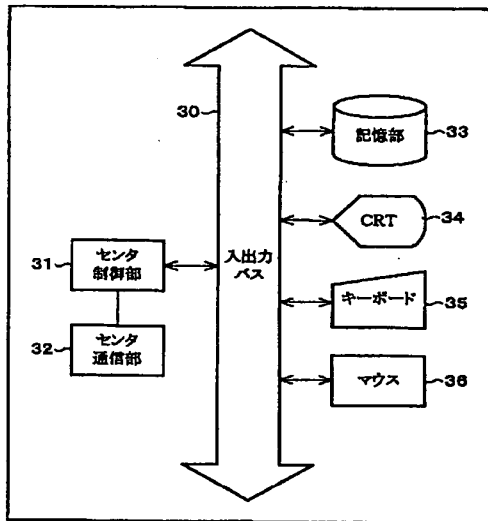 30
記憶部
33
CRT
34
31
センタ
制御部
入出力
バス
キーボード
35
32
センタ
通信部
マウス
36